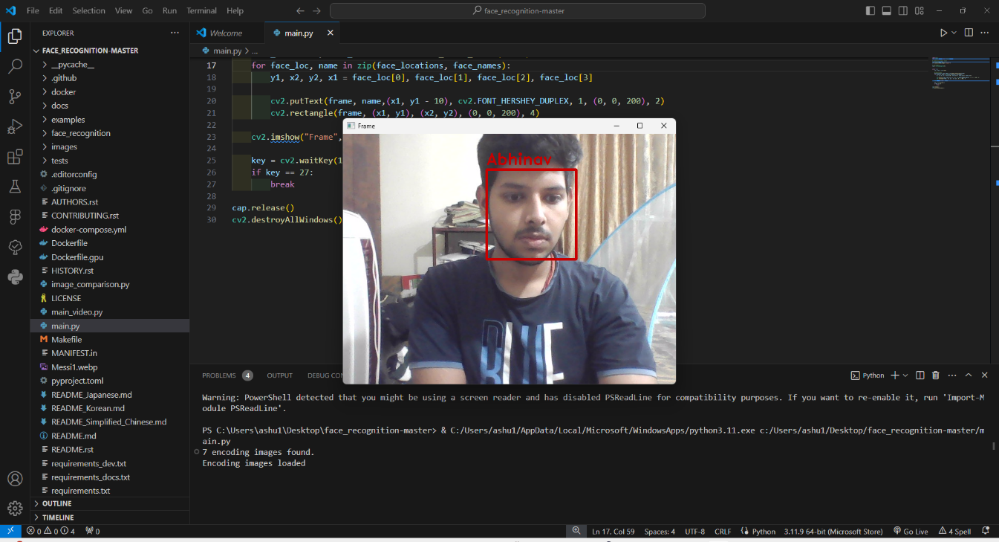 File Edit Selection View Go Run Terminal Help
face_recognition-master
EXPLORER
Welcome
main.py
FACE_RECOGNITION-MASTER
__pycache__
.github
docker
docs
examples
face_recognition
images
tests
.editorconfig
.gitignore
AUTHORS.rst
CONTRIBUTING.rst
docker-compose.yml
Dockerfile
Dockerfile.gpu
HISTORY.rst
image_comparison.py
LICENSE
main_video.py
main.py
Makefile
MANIFEST.in
Messi1.webp
pyproject.toml
README_Japanese.md
README_Korean.md
README_Simplified_Chinese.md
README.md
README.rst
requirements_dev.txt
requirements_docs.txt
requirements.txt
OUTLINE
TIMELINE
main.py > ...
17 for face_loc, name in zip(face_locations, face_names):
18 y1, x2, y2, x1 = face_loc[0], face_loc[1], face_loc[2], face_loc[3]
19
20 cv2.putText(frame, name,(x1, y1 - 10), cv2.FONT_HERSHEY_DUPLEX, 1, (0, 0, 200), 2)
21 cv2.rectangle(frame, (x1, y1), (x2, y2), (0, 0, 200), 4)
22
23 cv2.imshow("Frame",
24
25 key = cv2.waitKey(1
26 if key == 27:
27 break
28
29 cap.release()
30 cv2.destroyAllWindows()
Frame
Abhinav
BLUE
PROBLEMS 4 OUTPUT DEBUG CON
Python
Warning: PowerShell detected that you might be using a screen reader and has disabled PSReadLine for compatibility purposes. If you want to re-enable it, run 'Import-M
odule PSReadLine'.
PS C:\Users\ashu1\Desktop\face_recognition-master> & C:/Users/ashu1/AppData/Local/Microsoft/WindowsApps/python3.11.exe c:/Users/ashu1/Desktop/face_recognition-master/m
ain.py
7 encoding images found.
Encoding images loaded
0 0 4 0
Ln 17, Col 59 Spaces: 4 UTF-8 CRLF Python 3.11.9 64-bit (Microsoft Store) Go Live 4 Spell